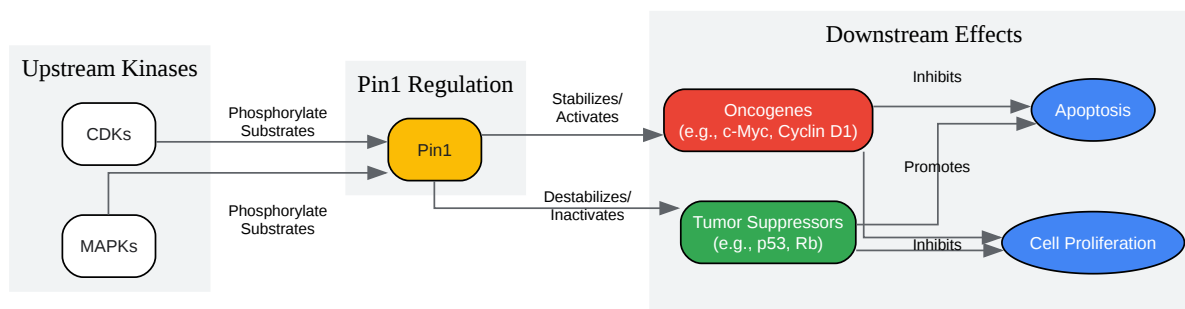 Upstream Kinases
CDKs
MAPKs
Phosphorylate
Substrates
Phosphorylate
Substrates
Pin1 Regulation
Pin1
Stabilizes/
Activates
Destabilizes/
Inactivates
Downstream Effects
Oncogenes
(e.g., c-Myc, Cyclin D1)
Tumor Suppressors
(e.g., p53, Rb)
Inhibits
Promotes
Inhibits
Apoptosis
Cell Proliferation